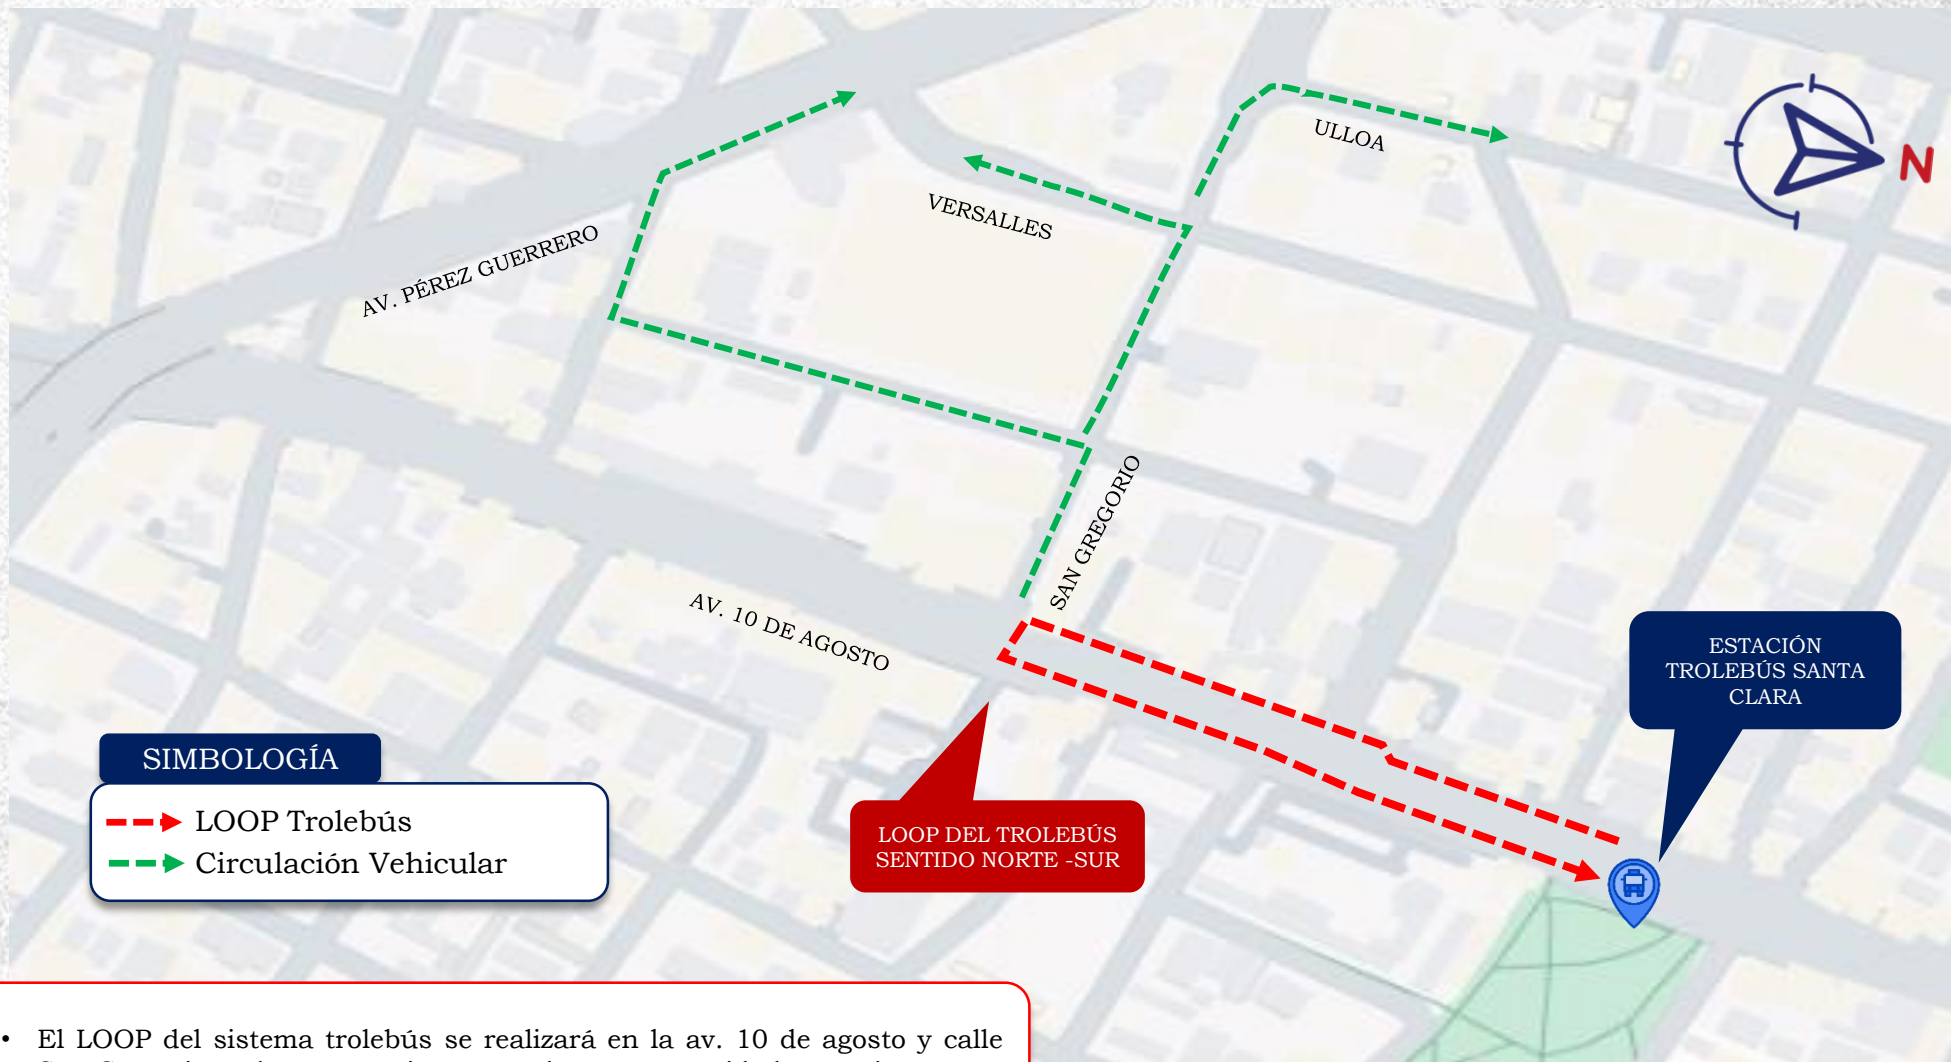 ULLOA
N
VERSALLES
AV. PÉREZ GUERRERO
SAN GREGORIO
AV. 10 DE AGOSTO
ESTACIÓN
TROLEBÚS SANTA
CLARA
SIMBOLOGÍA
LOOP Trolebús
Circulación Vehicular
LOOP DEL TROLEBÚS
SENTIDO NORTE -SUR
• El LOOP del sistema trolebús se realizará en la av. 10 de agosto y calle